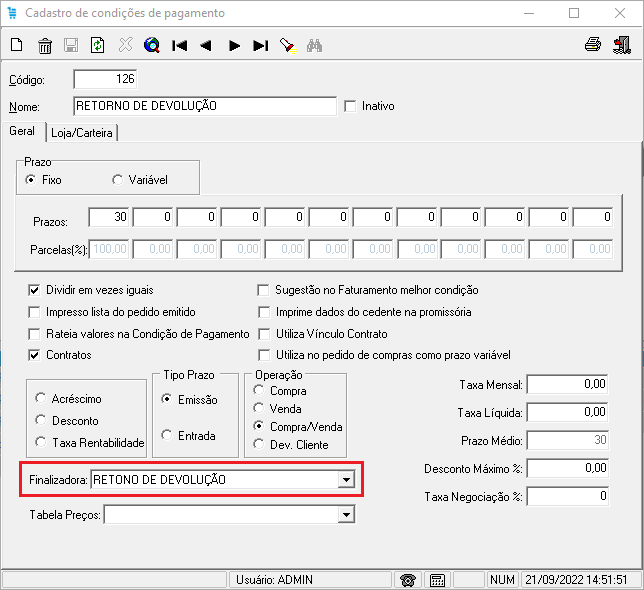 Cadastro de condições de pagamento
Código: 126
Nome: RETORNO DE DEVOLUÇÃO Inativo
Geral Loja/Carteira
Prazo
Fixo Variável
Prazos: 30 0 0 0 0 0 0 0 0 0 0 0
Parcelas(%): 100,00 0,00 0,00 0,00 0,00 0,00 0,00 0,00 0,00 0,00 0,00 0,00
Dividir em vezes iguais Sugestão no Faturamento melhor condição
Impresso lista do pedido emitido Imprime dados do cedente na promissória
Rateia valores na Condição de Pagamento Utiliza Vínculo Contrato
Contratos Utiliza no pedido de compras como prazo variável
Acréscimo
Desconto
Taxa Rentabilidade
Tipo Prazo
Emissão
Entrada
Operação
Compra
Venda
Compra/Venda
Dev. Cliente
Taxa Mensal: 0,00
Taxa Líquida: 0,00
Prazo Médio: 30
Desconto Máximo %: 0,00
Taxa Negociação %: 0
Finalizadora: RETONO DE DEVOLUÇÃO
Tabela Preços:
Usuário: ADMIN NUM 21/09/2022 14:51:51